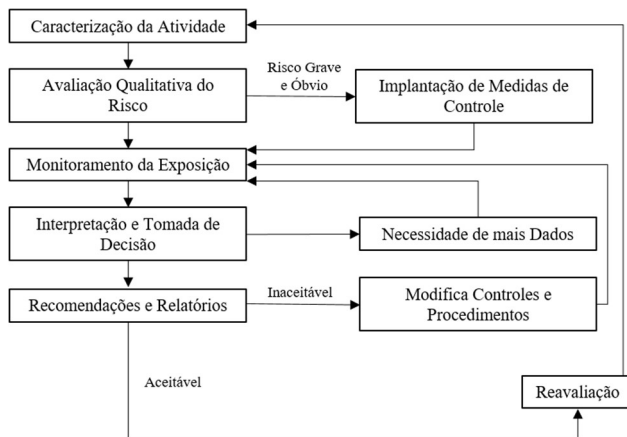 Caracterização da Atividade
Avaliação Qualitativa do
Risco
Risco Grave
e Óbvio
Implantação de Medidas de
Controle
Monitoramento da Exposição
Interpretação e Tomada de
Decisão
Necessidade de mais Dados
Recomendações e Relatórios
Inaceitável
Modifica Controles e
Procedimentos
Aceitável
Reavaliação